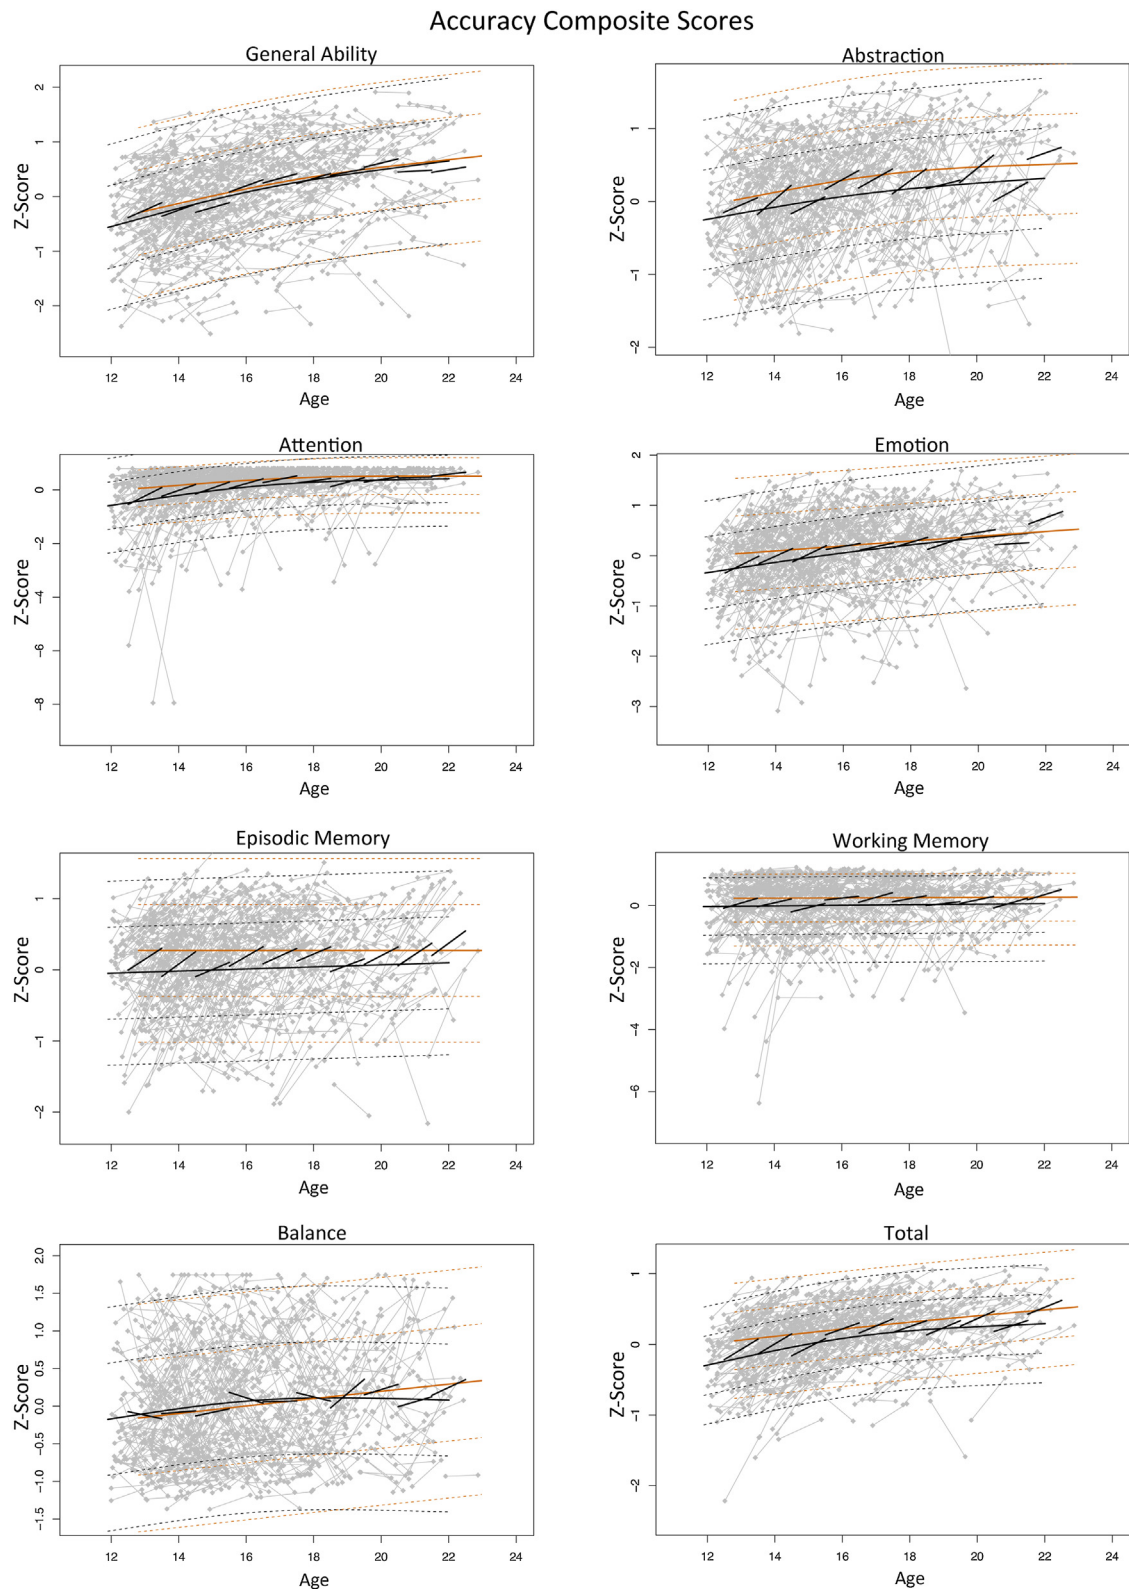 Accuracy Composite Scores
General Ability
Z-Score
2
1
0
−1
−2
12 14 16 18 20 22 24
Age
Abstraction
Z-Score
1
0
−1
−2
12 14 16 18 20 22 24
Age
Attention
Z-Score
0
−2
−4
−6
−8
12 14 16 18 20 22 24
Age
Emotion
Z-Score
2
1
0
−1
−2
−3
12 14 16 18 20 22 24
Age
Episodic Memory
Z-Score
1
0
−1
−2
12 14 16 18 20 22 24
Age
Working Memory
Z-Score
0
−2
−4
−6
12 14 16 18 20 22 24
Age
Balance
Z-Score
2.0
1.5
1.0
0.5
0.0
−0.5
−1.0
−1.5
12 14 16 18 20 22 24
Age
Total
Z-Score
1
0
−1
−2
12 14 16 18 20 22 24
Age